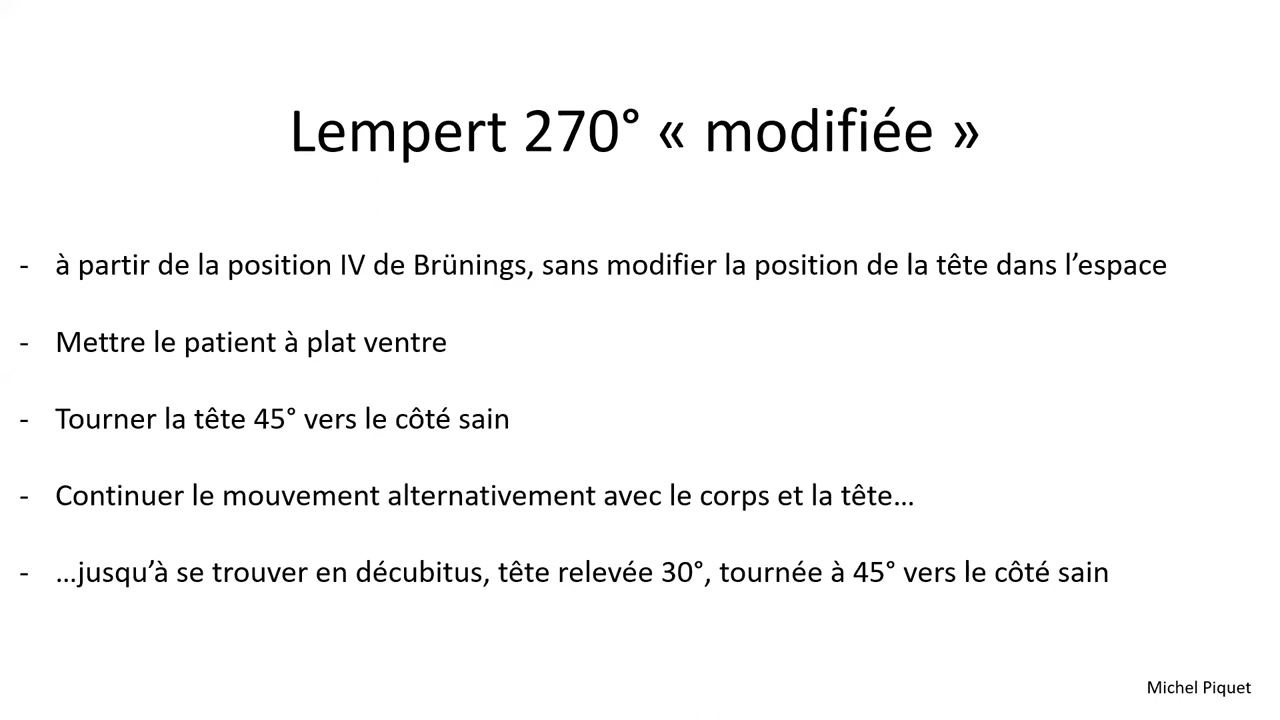 Lempert 270° « modifiée »
- à partir de la position IV de Brünings, sans modifier la position de la tête dans l’espace
- Mettre le patient à plat ventre
- Tourner la tête 45° vers le côté sain
- Continuer le mouvement alternativement avec le corps et la tête…
- …jusqu’à se trouver en décubitus, tête relevée 30°, tournée à 45° vers le côté sain
Michel Piquet